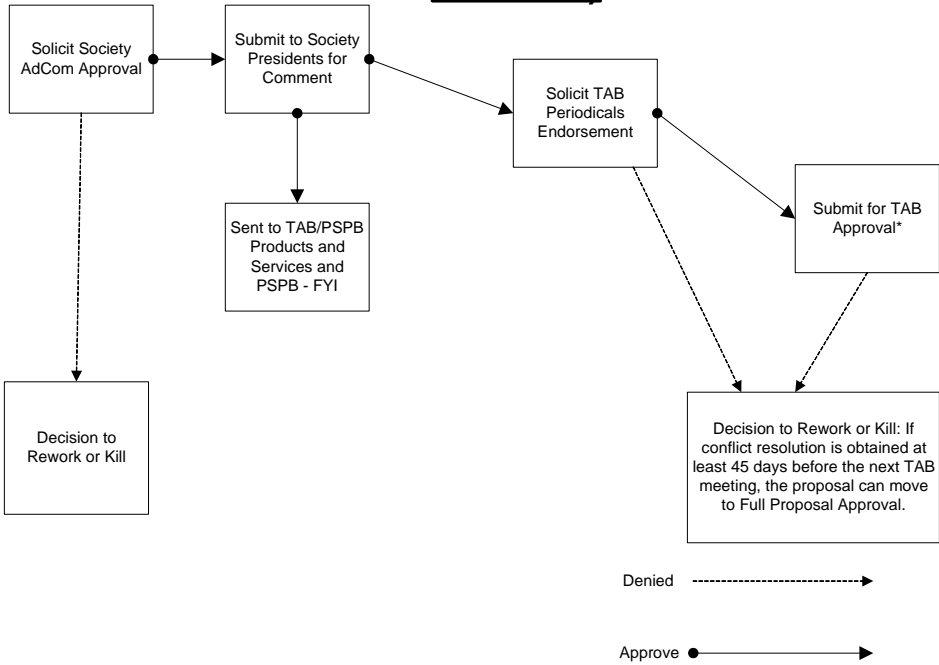 Solicit Society
AdCom Approval
Submit to Society
Presidents for
Comment
Solicit TAB
Periodicals
Endorsement
Submit for TAB
Approval*
Sent to TAB/PSPB
Products and
Services and
PSPB - FYI
Decision to
Rework or Kill
Decision to Rework or Kill: If
conflict resolution is obtained at
least 45 days before the next TAB
meeting, the proposal can move
to Full Proposal Approval.
Denied
Approve